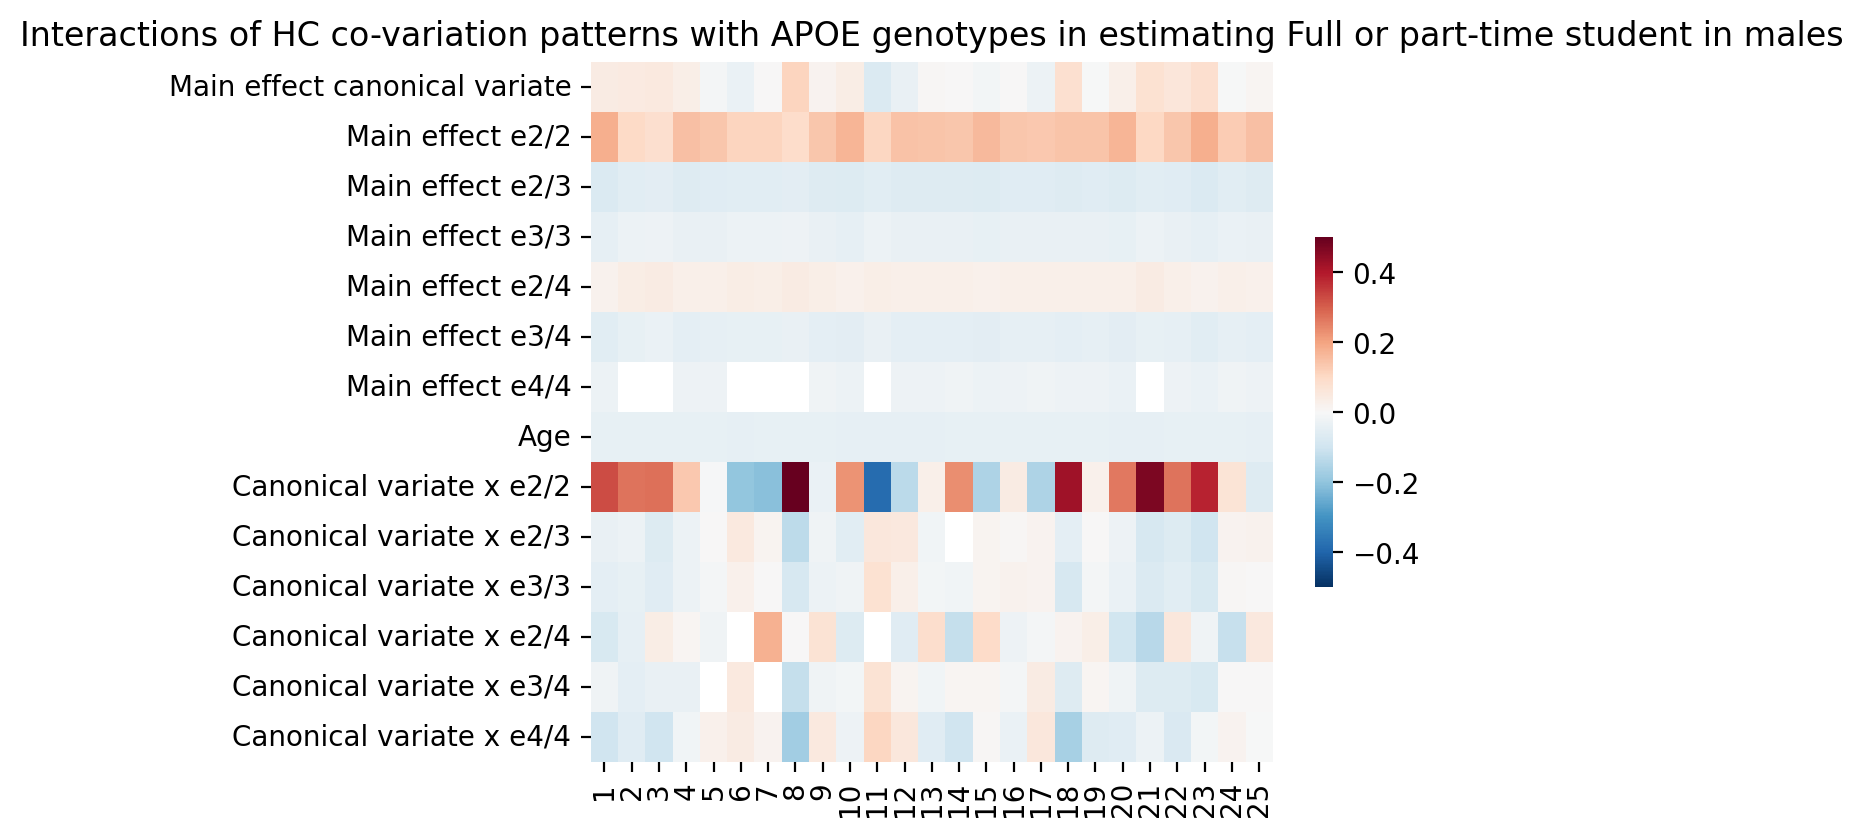 Interactions of HC co-variation patterns with APOE genotypes in estimating Full or part-time student in males
Main effect canonical variate
Main effect e2/2
Main effect e2/3
Main effect e3/3
Main effect e2/4
Main effect e3/4
Main effect e4/4
Age
Canonical variate x e2/2
Canonical variate x e2/3
Canonical variate x e3/3
Canonical variate x e2/4
Canonical variate x e3/4
Canonical variate x e4/4
1 2 3 4 5 6 7 8 9 10 11 12 13 14 15 16 17 18 19 20 21 22 23 24 25
0.4
0.2
0.0
−0.2
−0.4